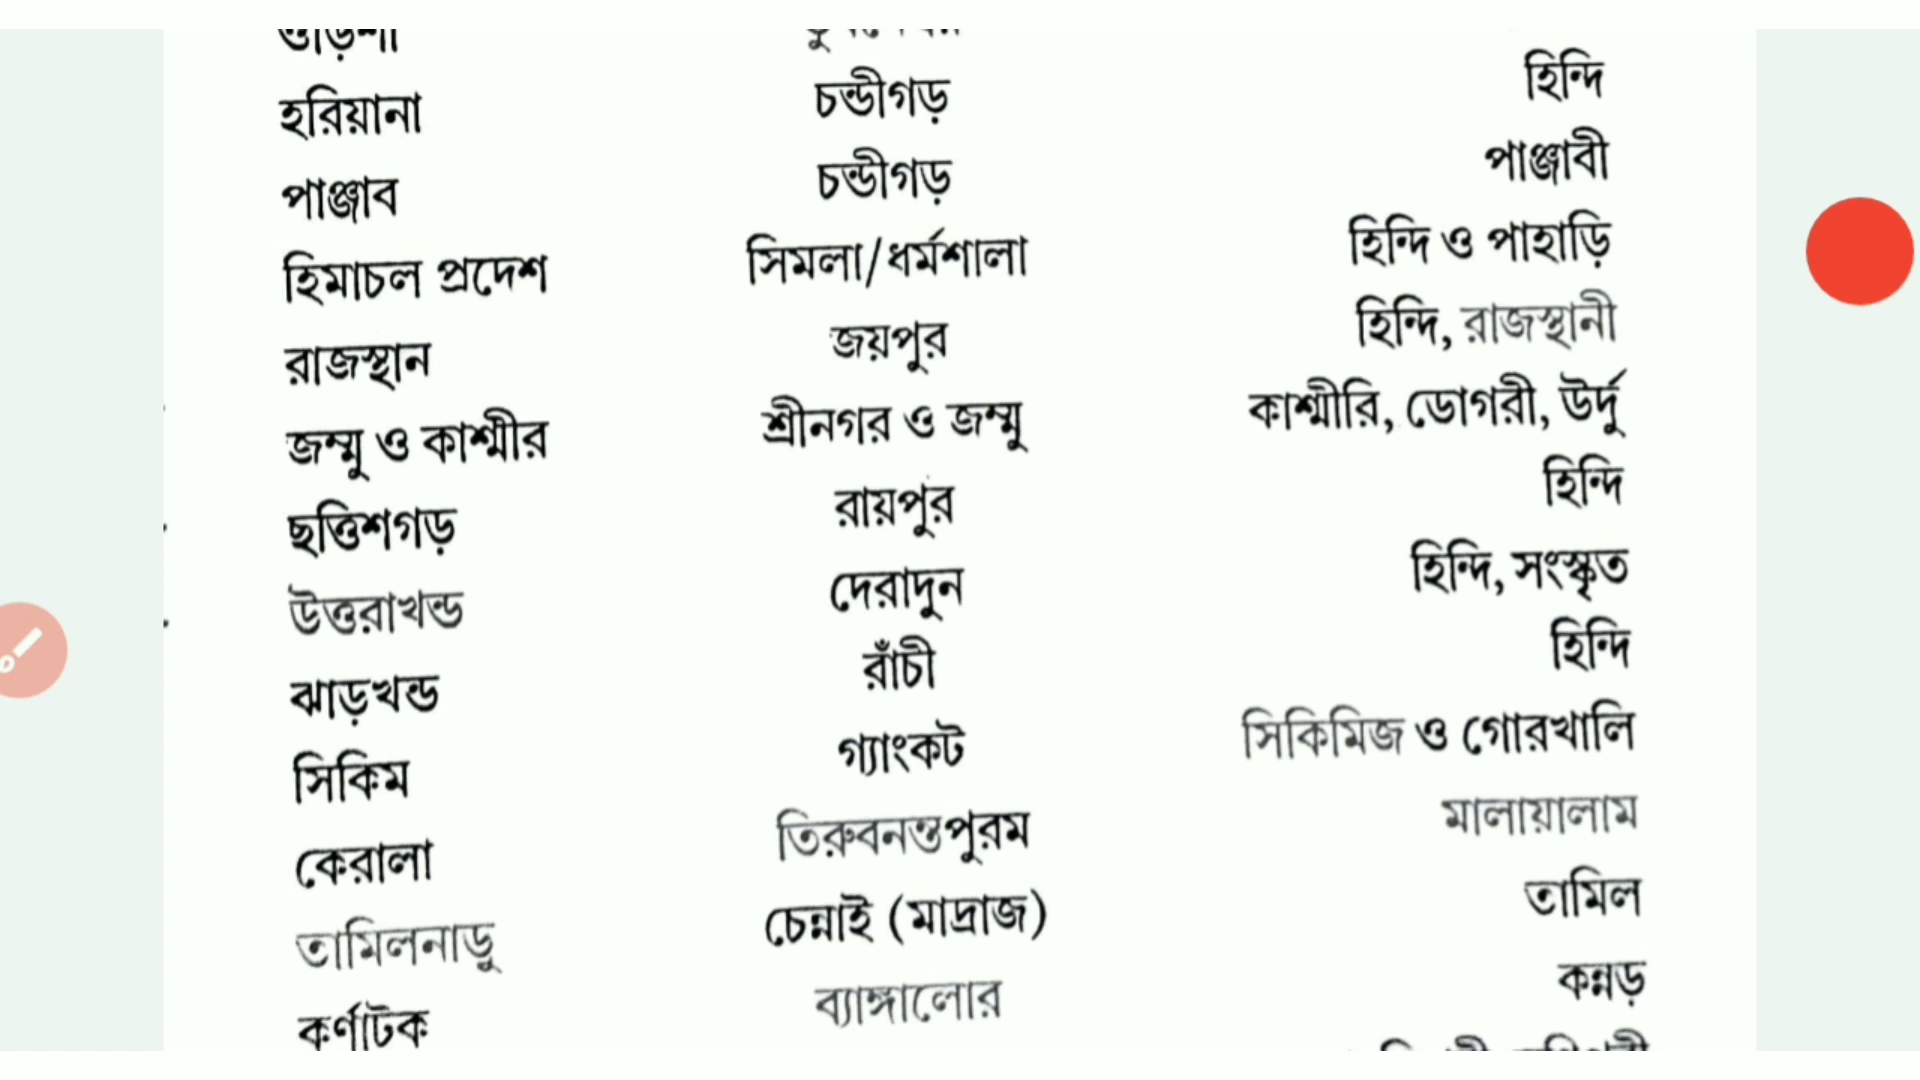 ওড়িশা
হরিয়ানা চন্ডীগড় হিন্দি
পাঞ্জাব চন্ডীগড় পাঞ্জাবী
হিমাচল প্রদেশ সিমলা/ধর্মশালা হিন্দি ও পাহাড়ি
রাজস্থান জয়পুর হিন্দি, রাজস্থানী
জম্মু ও কাশ্মীর শ্রীনগর ও জম্মু কাশ্মীরি, ডোগরী, উর্দু
ছত্তিশগড় রায়পুর হিন্দি
উত্তরাখন্ড দেরাদুন হিন্দি, সংস্কৃত
ঝাড়খন্ড রাঁচী হিন্দি
সিকিম গ্যাংকট সিকিমিজ ও গোরখালি
কেরালা তিরুবনন্তপুরম মালায়ালাম
তামিলনাড়ু চেন্নাই (মাদ্রাজ) তামিল
কর্ণাটক ব্যাঙ্গালোর কন্নড়